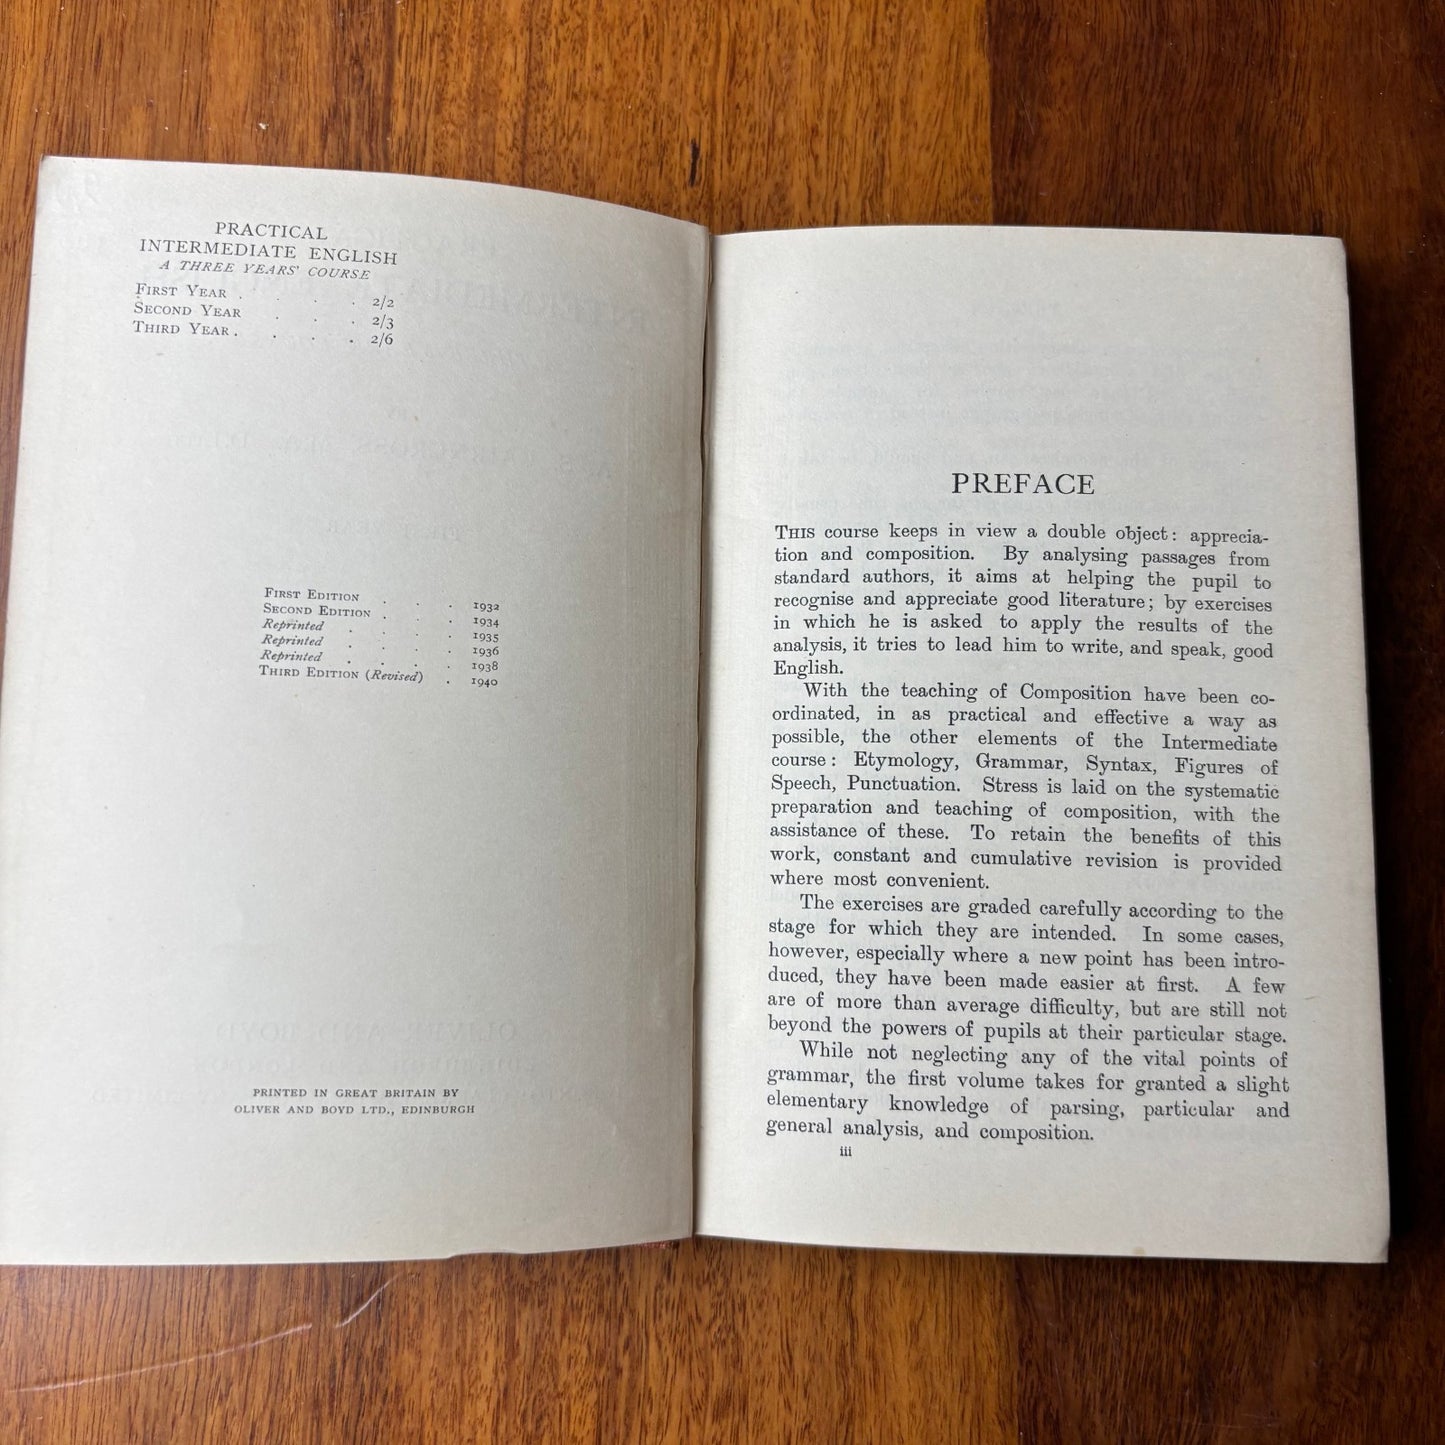 PRACTICAL
INTERMEDIATE ENGLISH
A THREE YEARS' COURSE
FIRST YEAR . . . . 2/2
SECOND YEAR . . . 2/3
THIRD YEAR . . . . 2/6
FIRST EDITION . . . 1932
SECOND EDITION . . . 1934
Reprinted . . . . 1935
Reprinted . . . . 1936
Reprinted . . . . 1938
THIRD EDITION (Revised) . 1940
PRINTED IN GREAT BRITAIN BY
OLIVER AND BOYD LTD., EDINBURGH
PREFACE
THIS course keeps in view a double object: apprecia-
tion and composition. By analysing passages from
standard authors, it aims at helping the pupil to
recognise and appreciate good literature; by exercises
in which he is asked to apply the results of the
analysis, it tries to lead him to write, and speak, good
English.
With the teaching of Composition have been co-
ordinated, in as practical and effective a way as
possible, the other elements of the Intermediate
course: Etymology, Grammar, Syntax, Figures of
Speech, Punctuation. Stress is laid on the systematic
preparation and teaching of composition, with the
assistance of these. To retain the benefits of this
work, constant and cumulative revision is provided
where most convenient.
The exercises are graded carefully according to the
stage for which they are intended. In some cases,
however, especially where a new point has been intro-
duced, they have been made easier at first. A few
are of more than average difficulty, but are still not
beyond the powers of pupils at their particular stage.
While not neglecting any of the vital points of
grammar, the first volume takes for granted a slight
elementary knowledge of parsing, particular and
general analysis, and composition.
iii